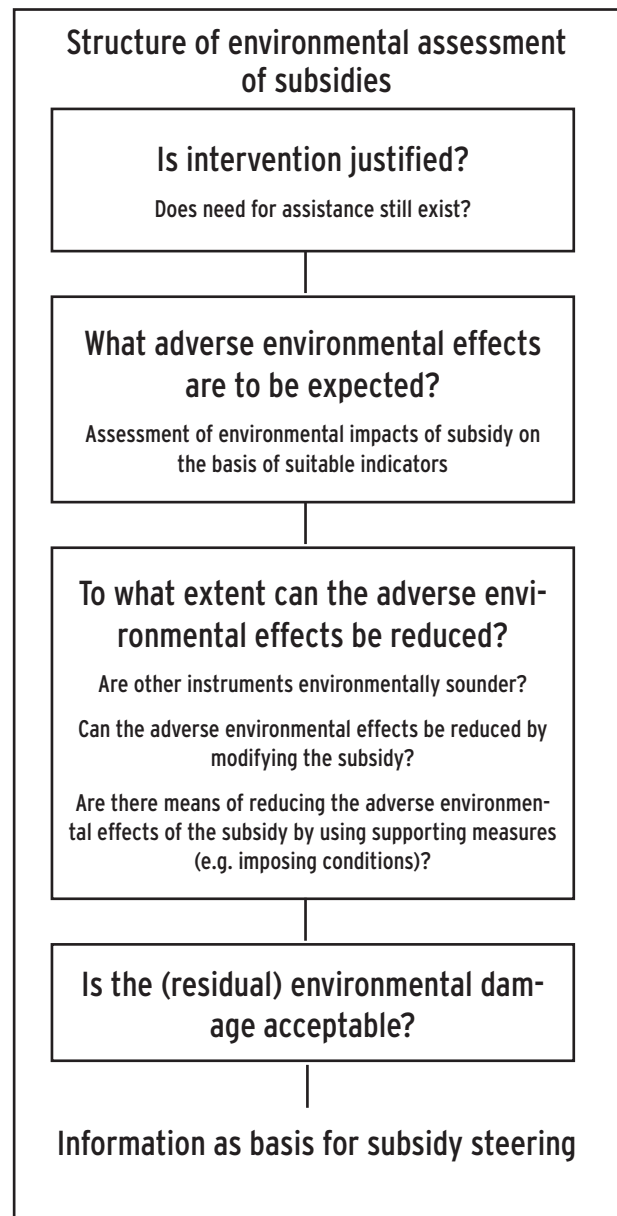 Structure of environmental assessment
of subsidies
Is intervention justified?
Does need for assistance still exist?
What adverse environmental effects
are to be expected?
Assessment of environmental impacts of subsidy on
the basis of suitable indicators
To what extent can the adverse envi-
ronmental effects be reduced?
Are other instruments environmentally sounder?
Can the adverse environmental effects be reduced by
modifying the subsidy?
Are there means of reducing the adverse environmen-
tal effects of the subsidy by using supporting measures
(e.g. imposing conditions)?
Is the (residual) environmental dam-
age acceptable?
Information as basis for subsidy steering